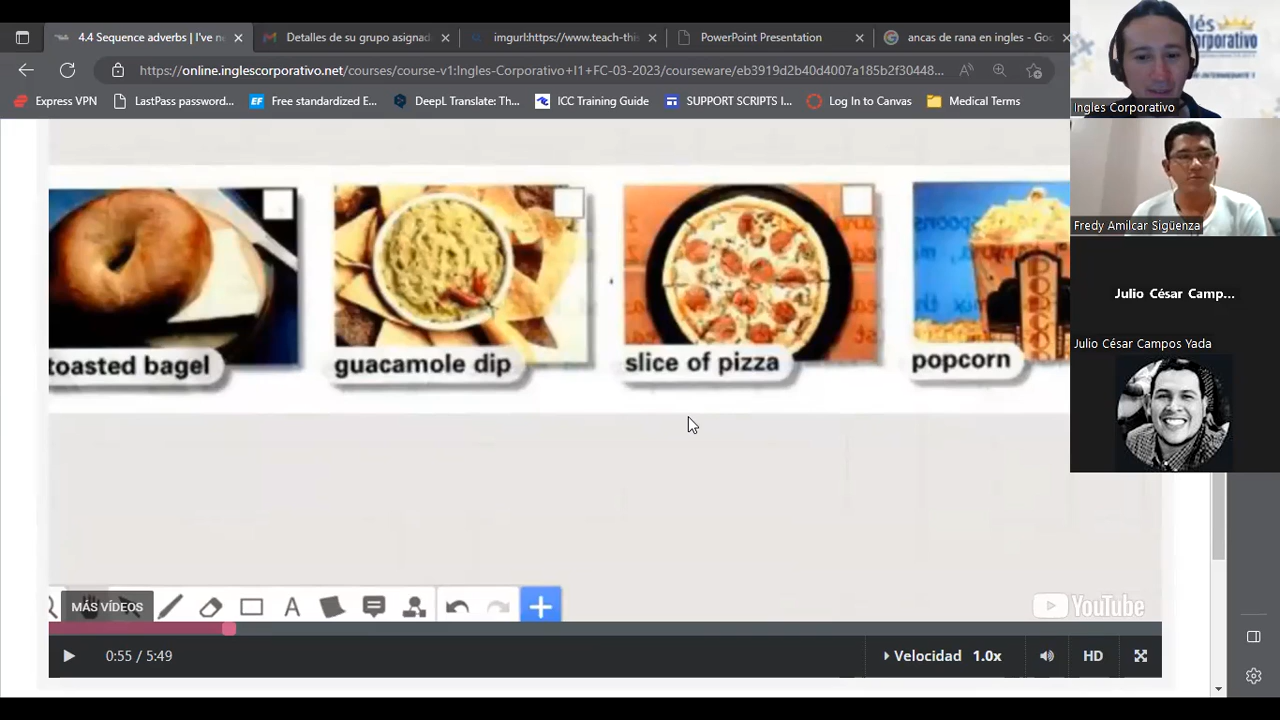 4.4 Sequence adverbs | I've ne
Detalles de su grupo asignad
imgurl:https://www.teach-this
PowerPoint Presentation
ancas de rana en ingles - Goo
https://online.inglescorporativo.net/courses/course-v1:Ingles-Corporativo+I1+FC-03-2023/courseware/eb3919d2b40d4007a185b2f30448...
Express VPN
LastPass password...
EF Free standardized E...
DeepL Translate: Th...
ICC Training Guide
SUPPORT SCRIPTS I...
Log In to Canvas
Medical Terms
Ingles Corporativo
Fredy Amilcar Sigüenza
Julio César Camp...
Julio César Campos Yada
toasted bagel
guacamole dip
slice of pizza
popcorn
MÁS VÍDEOS
YouTube
0:55 / 5:49
Velocidad 1.0x
HD